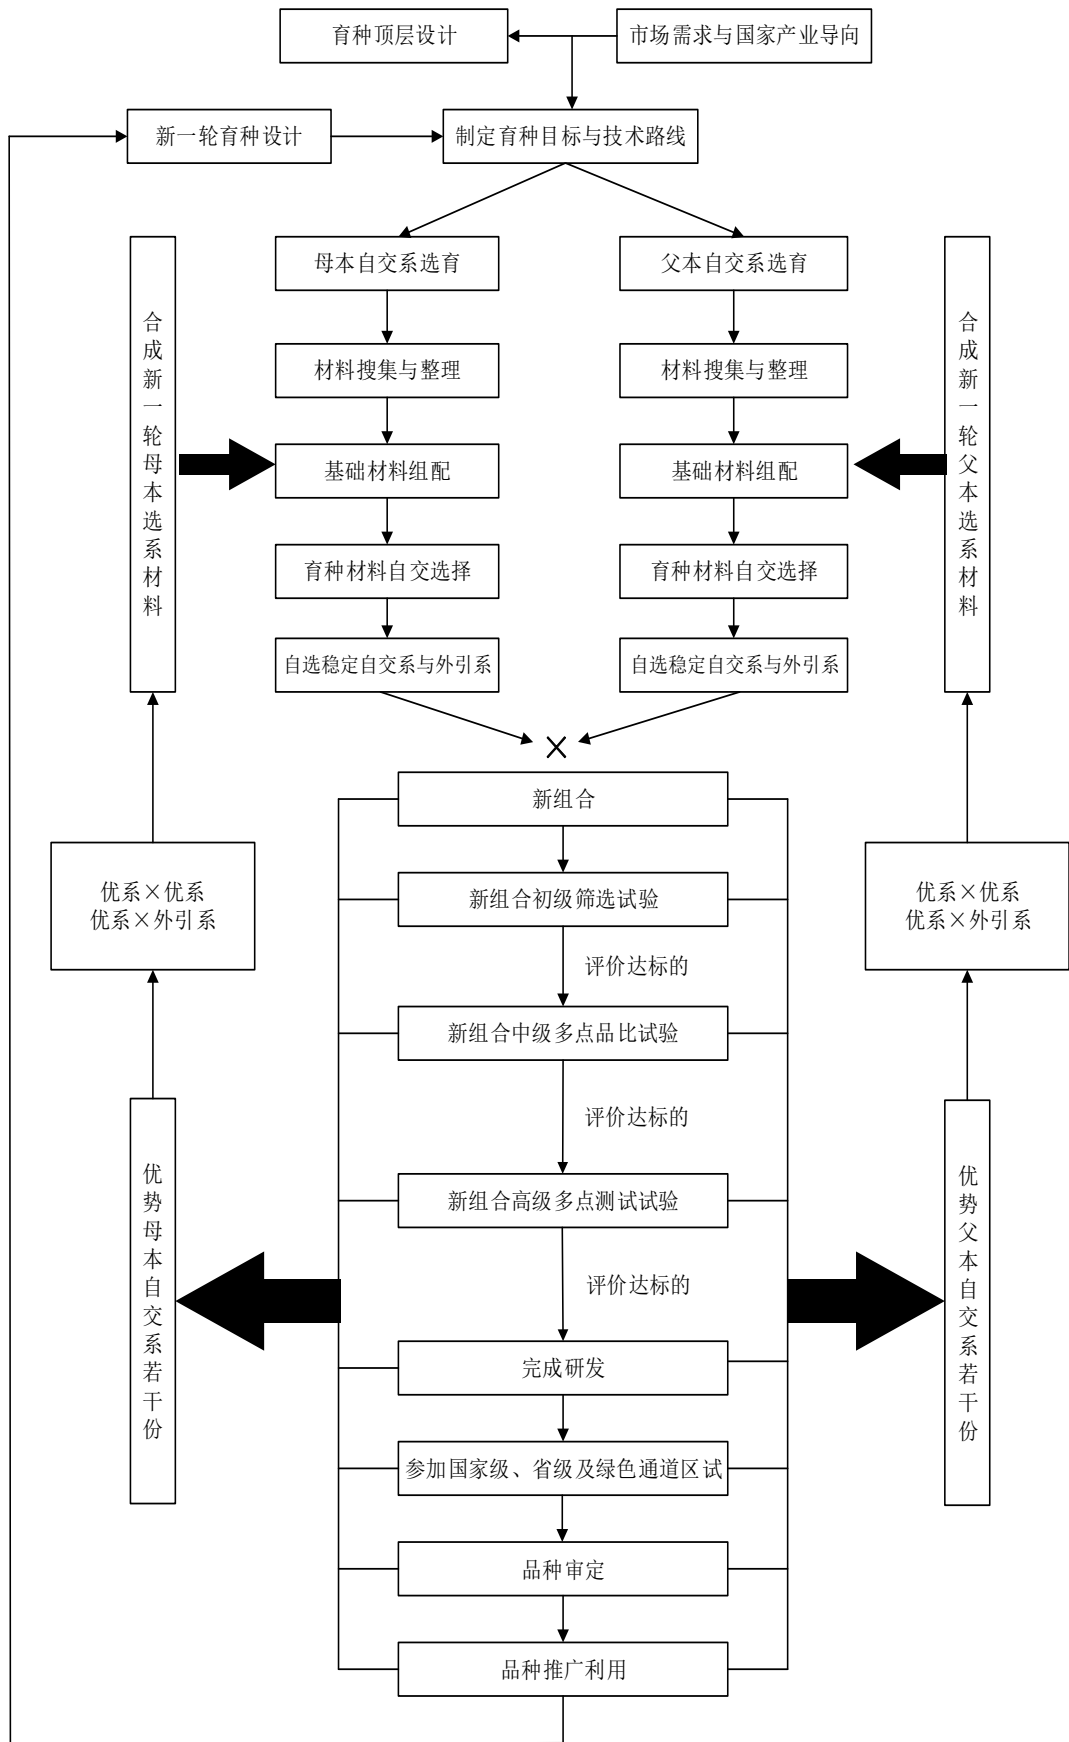 育种顶层设计
市场需求与国家产业导向
新一轮育种设计
制定育种目标与技术路线
母本自交系选育
父本自交系选育
合成新一轮母本选系材料
合成新一轮父本选系材料
材料搜集与整理
材料搜集与整理
基础材料组配
基础材料组配
育种材料自交选择
育种材料自交选择
自选稳定自交系与外引系
自选稳定自交系与外引系
×
新组合
优系×优系
优系×外引系
优系×优系
优系×外引系
新组合初级筛选试验
评价达标的
新组合中级多点品比试验
评价达标的
优势母本自交系若干份
优势父本自交系若干份
新组合高级多点测试试验
评价达标的
完成研发
参加国家级、省级及绿色通道区试
品种审定
品种推广利用